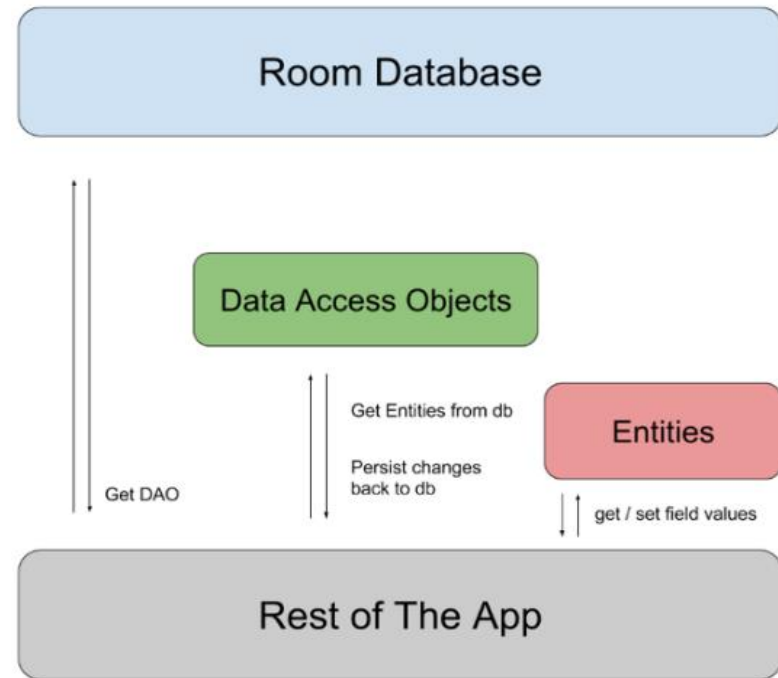 Room Database
Data Access Objects
Get Entities from db
Entities
Persist changes
back to db
Get DAO
get / set field values
Rest of The App